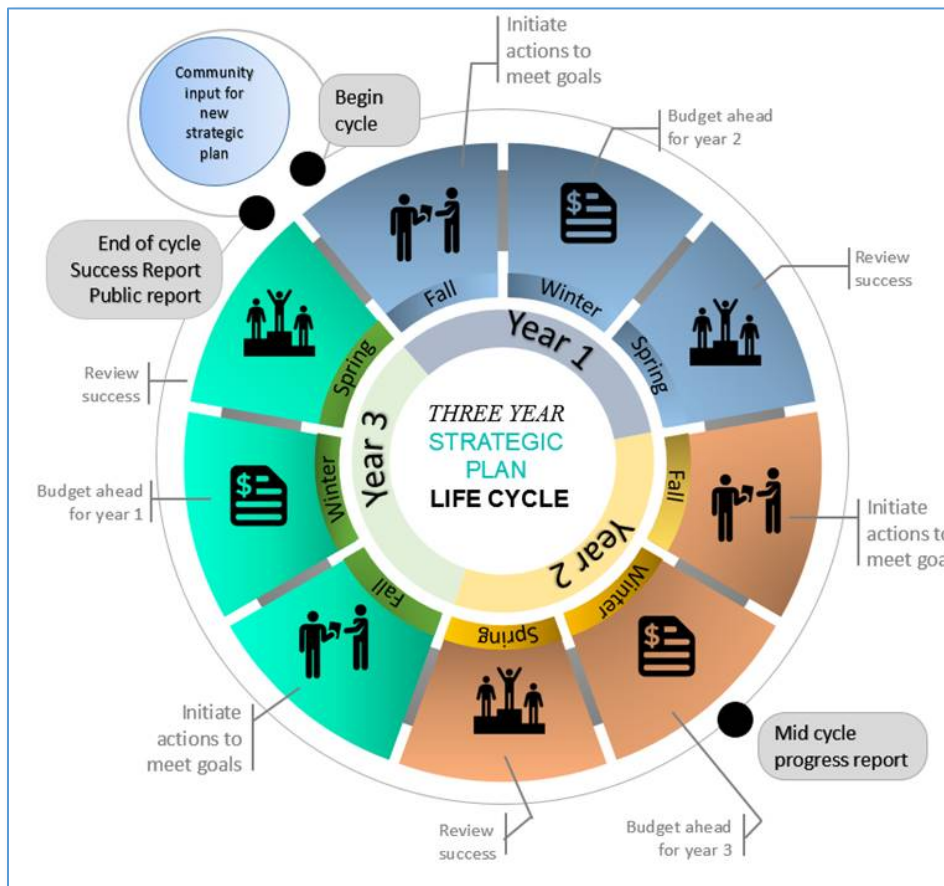 Community
input for
new
strategic
plan
Begin
cycle
End of cycle
Success Report
Public report
Initiate
actions to
meet goals
Budget ahead
for year 2
Review
success
Fall
Winter
Spring
Year 1
Initiate
actions to
meet goa
Mid cycle
progress report
Budget ahead
for year 3
Review
success
Fall
Winter
Spring
Year 2
Initiate
actions to
meet goals
Budget ahead
for year 1
Review
success
Fall
Winter
Spring
Year 3
THREE YEAR
STRATEGIC
PLAN
LIFE CYCLE
$
$
$